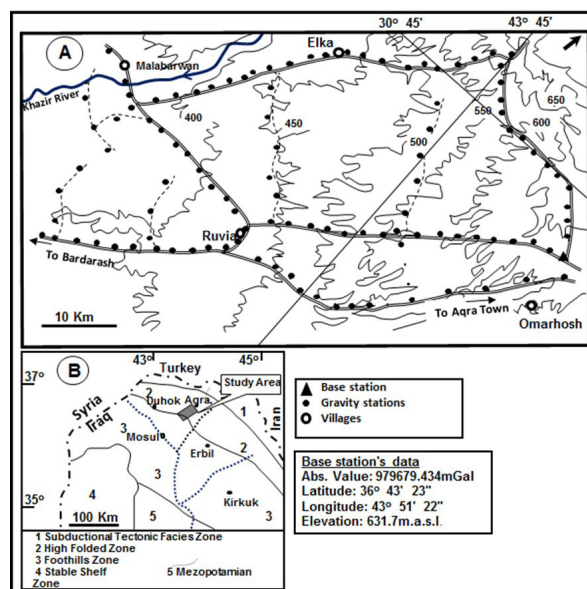 30° 45' 43° 45'
A
Malabarwan
Elka
Khazir River
400
450
500
550
600
650
Ruvia
To Bardarash
10 Km
To Aqra Town
Omarhosh
B
43° 45°
37°
35°
Turkey
Syria
Iraq
Iran
Study Area
2
Duhok Aqra
1
3
Mosul
Erbil
2
3
Kirkuk
4
5
3
100 Km
1 Subductional Tectonic Facies Zone
2 High Folded Zone
3 Foothills Zone
4 Stable Shelf
Zone
5 Mezopotamian
Base station
Gravity stations
Villages
Base station's data
Abs. Value: 979679.434mGal
Latitude: 36° 43' 23"
Longitude: 43° 51' 22"
Elevation: 631.7m.a.s.l.